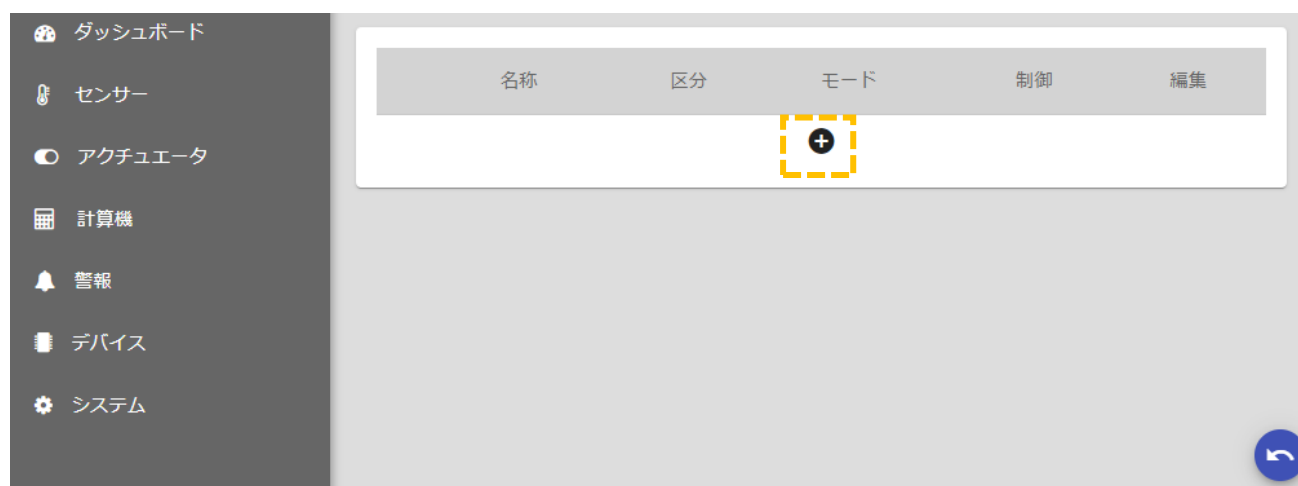 ダッシュボード
センサー
アクチュエータ
計算機
警報
デバイス
システム
名称 区分 モード 制御 編集